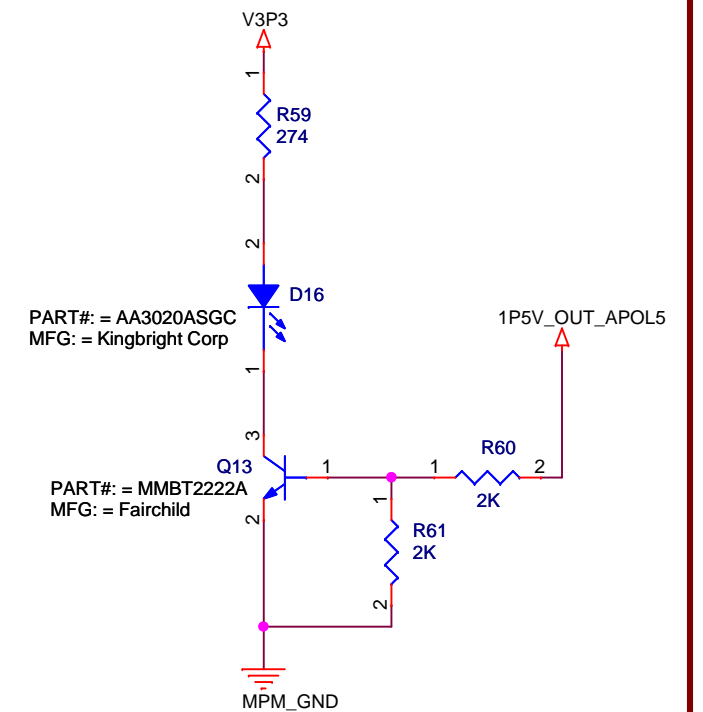 V3P3
1
R59
274
2
2
D16
PART#: = AA3020ASGC
MFG: = Kingbright Corp
1P5V_OUT_APOL5
1
3
R60
Q13
1
1
2
PART#: = MMBT2222A
MFG: = Fairchild
2K
1
2
R61
2K
2
MPM_GND